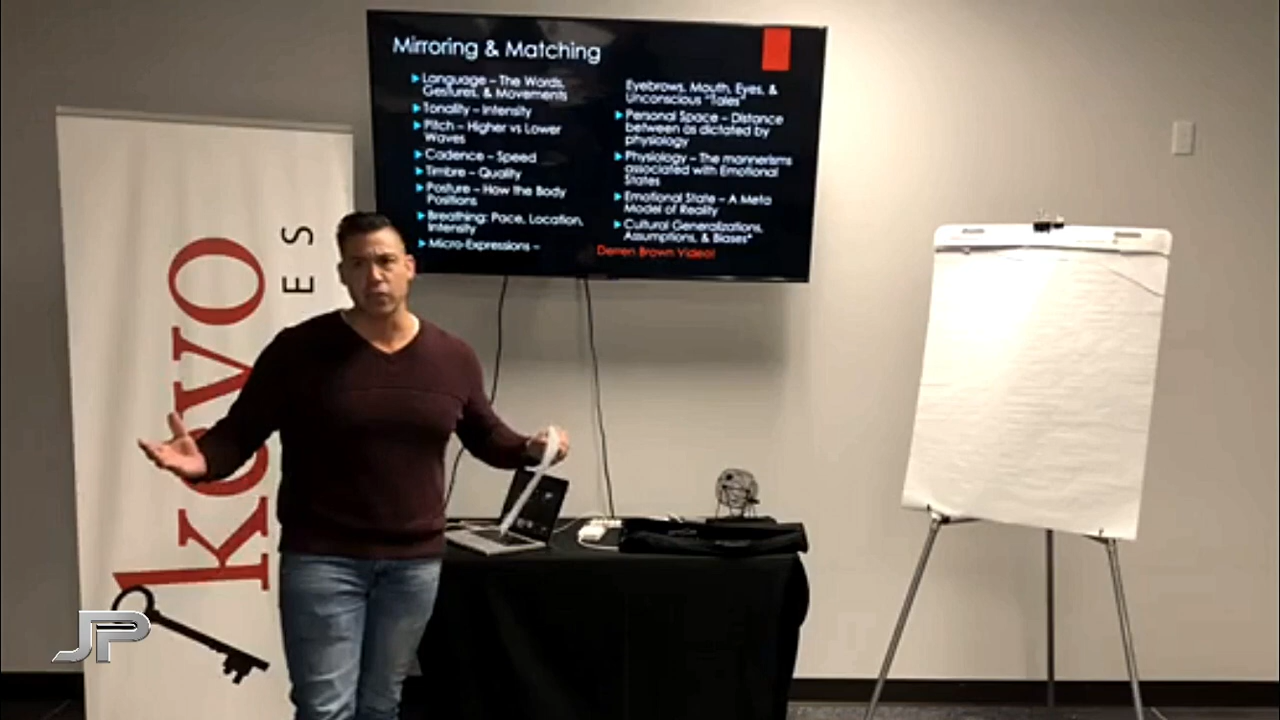 Mirroring & Matching
Language – The Words,
Gestures, & Movements
Tonality – Intensity
Pitch – Higher vs Lower
Waves
Cadence – Speed
Timbre – Quality
Posture – How the Body
Positions
Breathing: Pace, Location,
Intensity
Micro-Expressions –
Eyebrows, Mouth, Eyes, &
Unconscious "Tales"
Personal Space – Distance
between as dictated by
physiology
Physiology – The mannerisms
associated with Emotional
States
Emotional State – A Meta
Model of Reality
Cultural Generalizations,
Assumptions, & Biases*
Derren Brown Video!
kovo
ES
JP